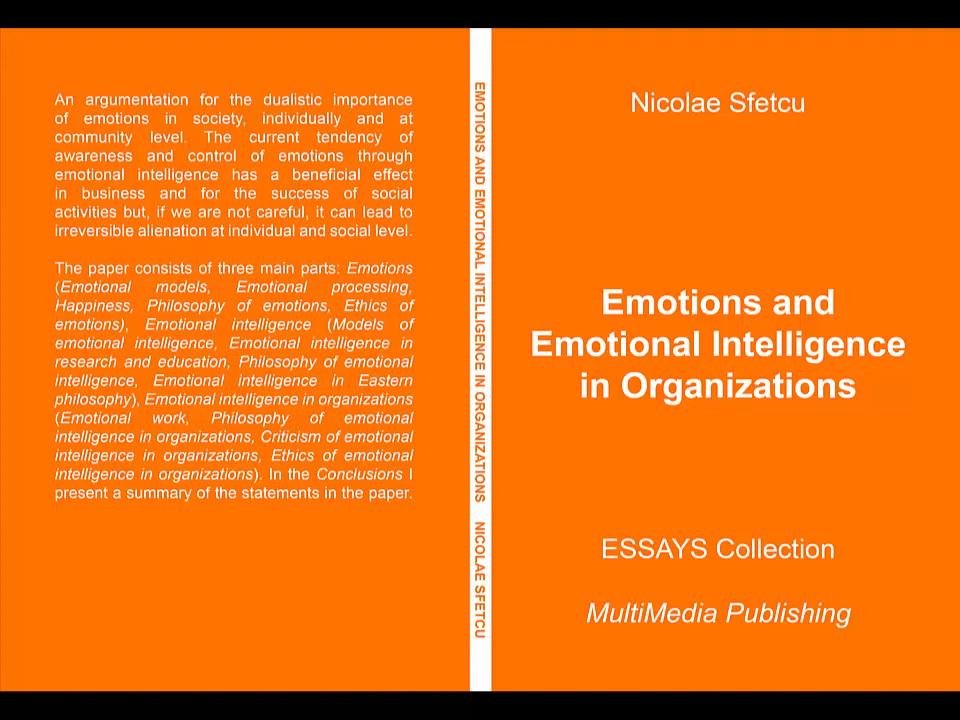 An argumentation for the dualistic importance
of emotions in society, individually and at
community level. The current tendency of
awareness and control of emotions through
emotional intelligence has a beneficial effect
in business and for the success of social
activities but, if we are not careful, it can lead to
irreversible alienation at individual and social level.
The paper consists of three main parts: Emotions
(Emotional models, Emotional processing,
Happiness, Philosophy of emotions, Ethics of
emotions), Emotional intelligence (Models of
emotional intelligence, Emotional intelligence in
research and education, Philosophy of emotional
intelligence, Emotional intelligence in Eastern
philosophy), Emotional intelligence in organizations
(Emotional work, Philosophy of emotional
intelligence in organizations, Criticism of emotional
intelligence in organizations, Ethics of emotional
intelligence in organizations). In the Conclusions I
present a summary of the statements in the paper.
EMOTIONS AND EMOTIONAL INTELLIGENCE IN ORGANIZATIONS NICOLAE SFETCU
Nicolae Sfetcu
Emotions and
Emotional Intelligence
in Organizations
ESSAYS Collection
MultiMedia Publishing